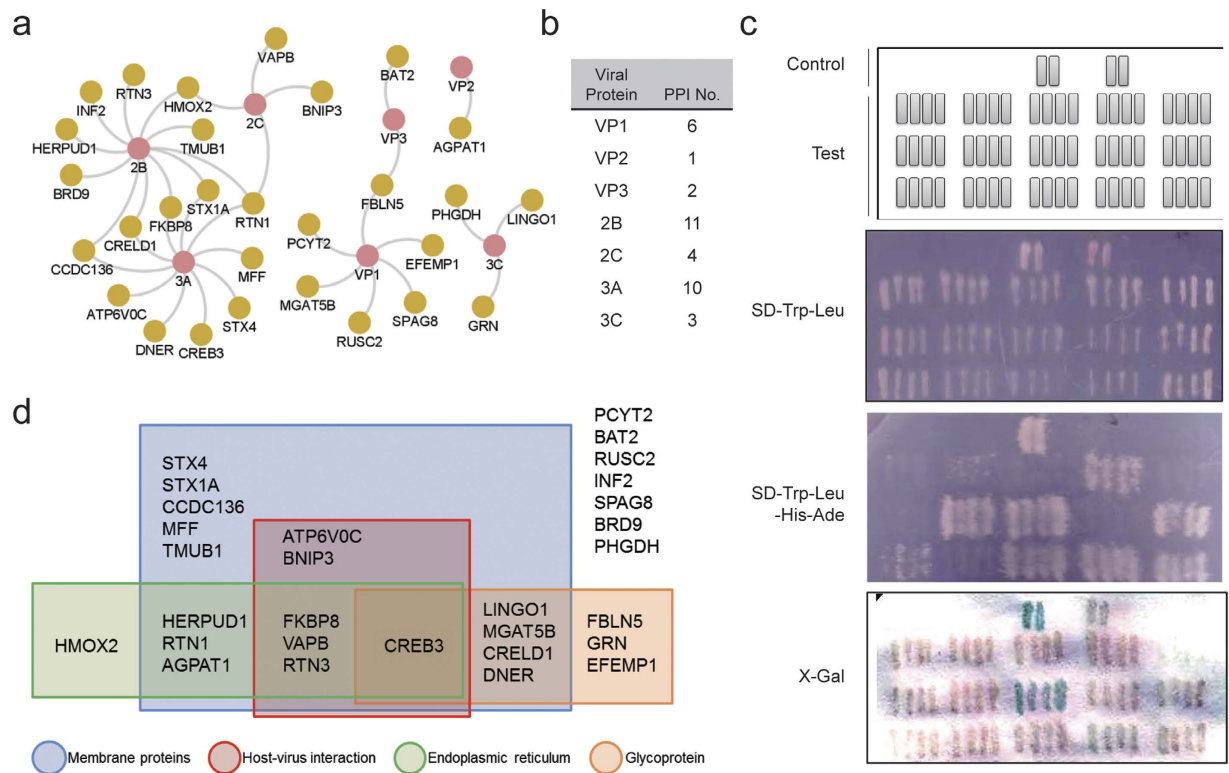 a
VAPB
RTN3
INF2
HMOX2
2C
BNIP3
HERPUD1
2B
TMUB1
BRD9
STX1A
FKBP8
RTN1
CRELD1
CCDC136
3A
MFF
ATP6V0C
STX4
DNER
CREB3
BAT2
VP2
VP3
AGPAT1
FBLN5
PHGDH
LINGO1
PCYT2
EFEMP1
3C
VP1
MGAT5B
SPAG8
GRN
RUSC2
b
Viral Protein PPI No.
VP1 6
VP2 1
VP3 2
2B 11
2C 4
3A 10
3C 3
c
Control
Test
SD-Trp-Leu
SD-Trp-Leu
-His-Ade
X-Gal
d
STX4
STX1A
CCDC136
MFF
TMUB1
ATP6V0C
BNIP3
PCYT2
BAT2
RUSC2
INF2
SPAG8
BRD9
PHGDH
HMOX2
HERPUD1
RTN1
AGPAT1
FKBP8
VAPB
RTN3
CREB3
LINGO1
MGAT5B
CRELD1
DNER
FBLN5
GRN
EFEMP1
Membrane proteins Host-virus interaction Endoplasmic reticulum Glycoprotein